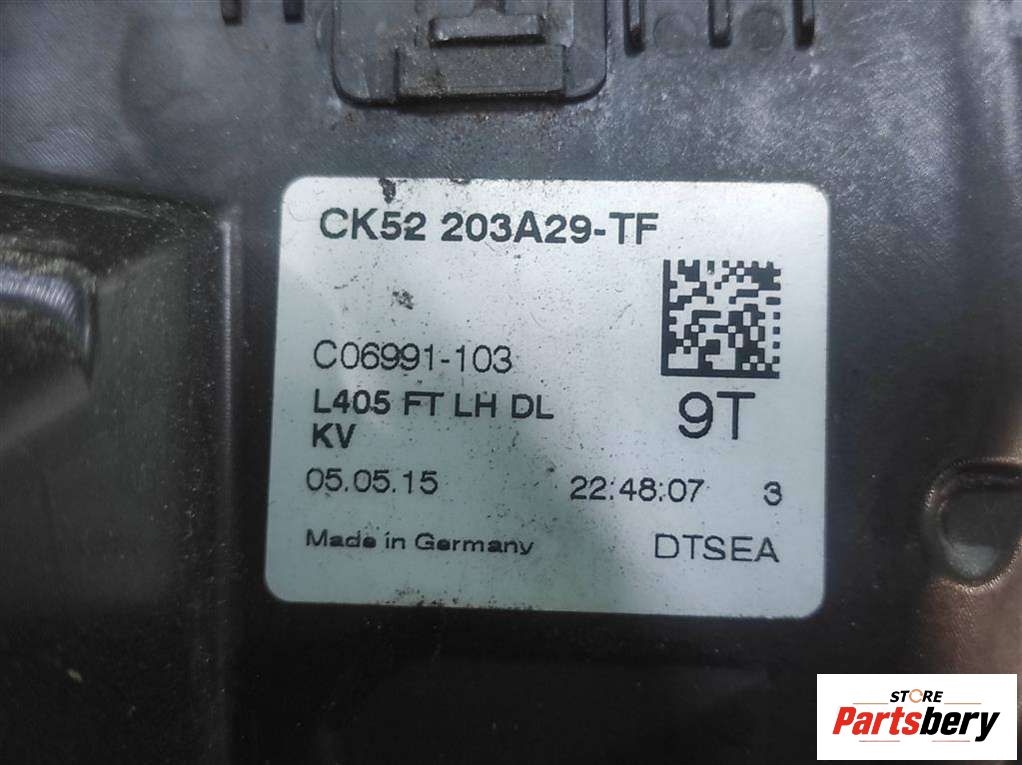 CK52 203A29-TF
C06991-103
L405 FT LH DL
KV
9T
05.05.15 22:48:07 3
Made in Germany DTSEA
STORE
Partsbery